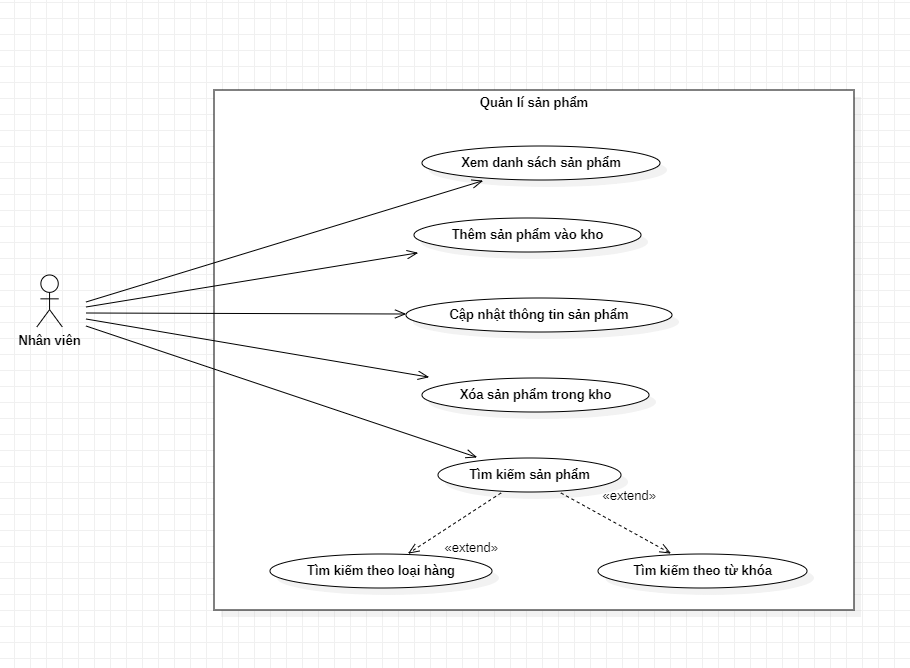 Quản lí sản phẩm
Xem danh sách sản phẩm
Thêm sản phẩm vào kho
Cập nhật thông tin sản phẩm
Nhân viên
Xóa sản phẩm trong kho
Tìm kiếm sản phẩm
«extend»
«extend»
Tìm kiếm theo loại hàng
Tìm kiếm theo từ khóa